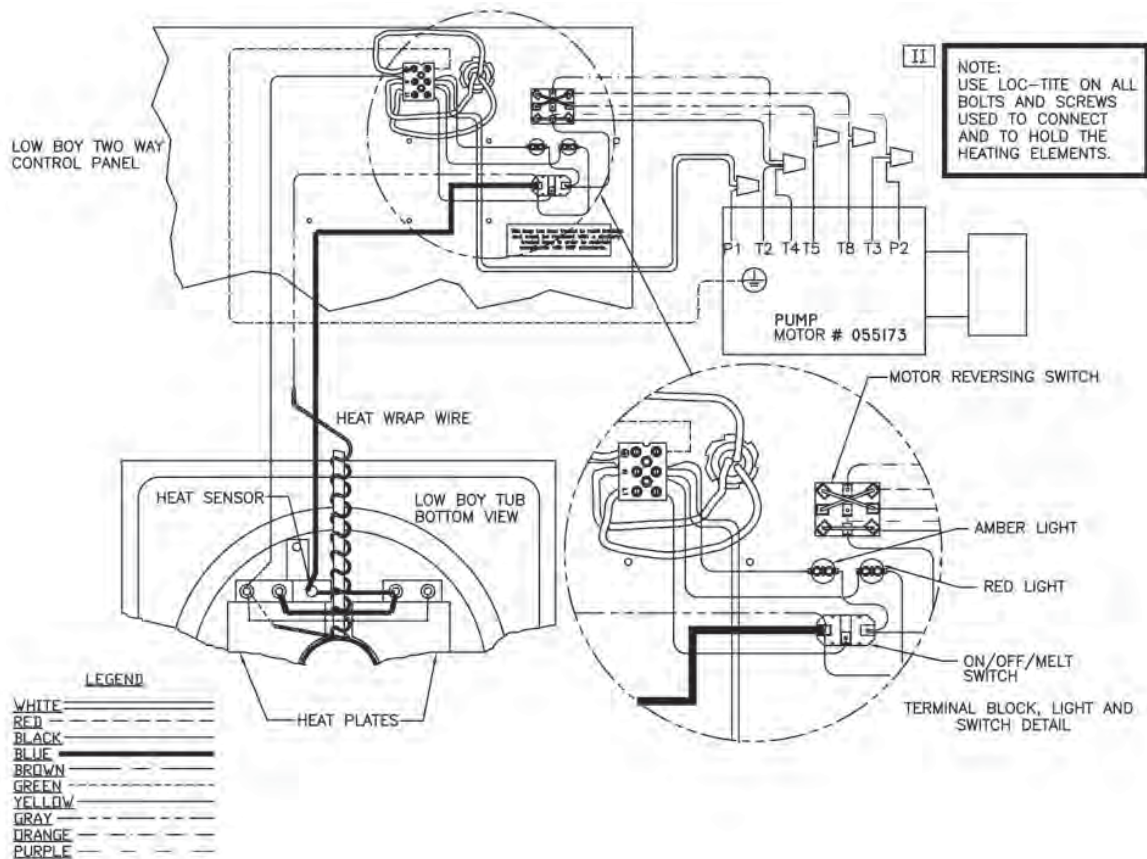 LOW BOY TWO WAY
CONTROL PANEL
II
NOTE:
USE LOC-TITE ON ALL
BOLTS AND SCREWS
USED TO CONNECT
AND TO HOLD THE
HEATING ELEMENTS.
P1 T2 T4 T5 T8 T3 P2
PUMP
MOTOR # 055173
MOTOR REVERSING SWITCH
HEAT WRAP WIRE
HEAT SENSOR
LOW BOY TUB
BOTTOM VIEW
AMBER LIGHT
RED LIGHT
ON/OFF/MELT
SWITCH
HEAT PLATES
TERMINAL BLOCK, LIGHT AND
SWITCH DETAIL
LEGEND
WHITE
RED
BLACK
BLUE
BROWN
GREEN
YELLOW
GRAY
ORANGE
PURPLE